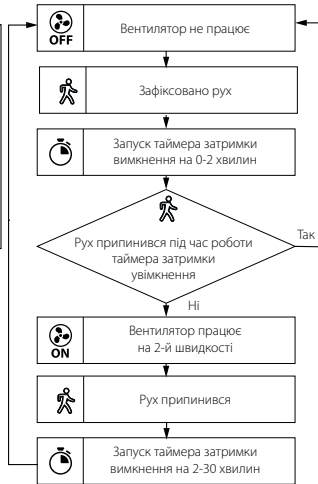 OFF
Вентилятор не працює
Зафіксовано рух
Запуск таймера затримки
вимкнення на 0-2 хвилин
Рух припинився під час роботи
таймера затримки
увімкнення
Так
Ні
ON
Вентилятор працює
на 2-й швидкості
Рух припинився
Запуск таймера затримки
вимкнення на 2-30 хвилин